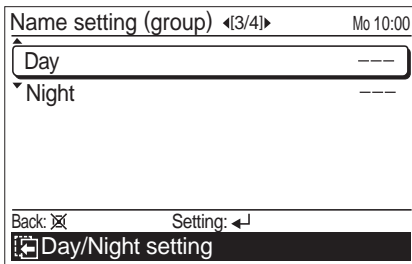 Name setting (group) ◂[3/4]▸ Mo 10:00
Day ---
Night ---
Back: Setting: ↵
Day/Night setting